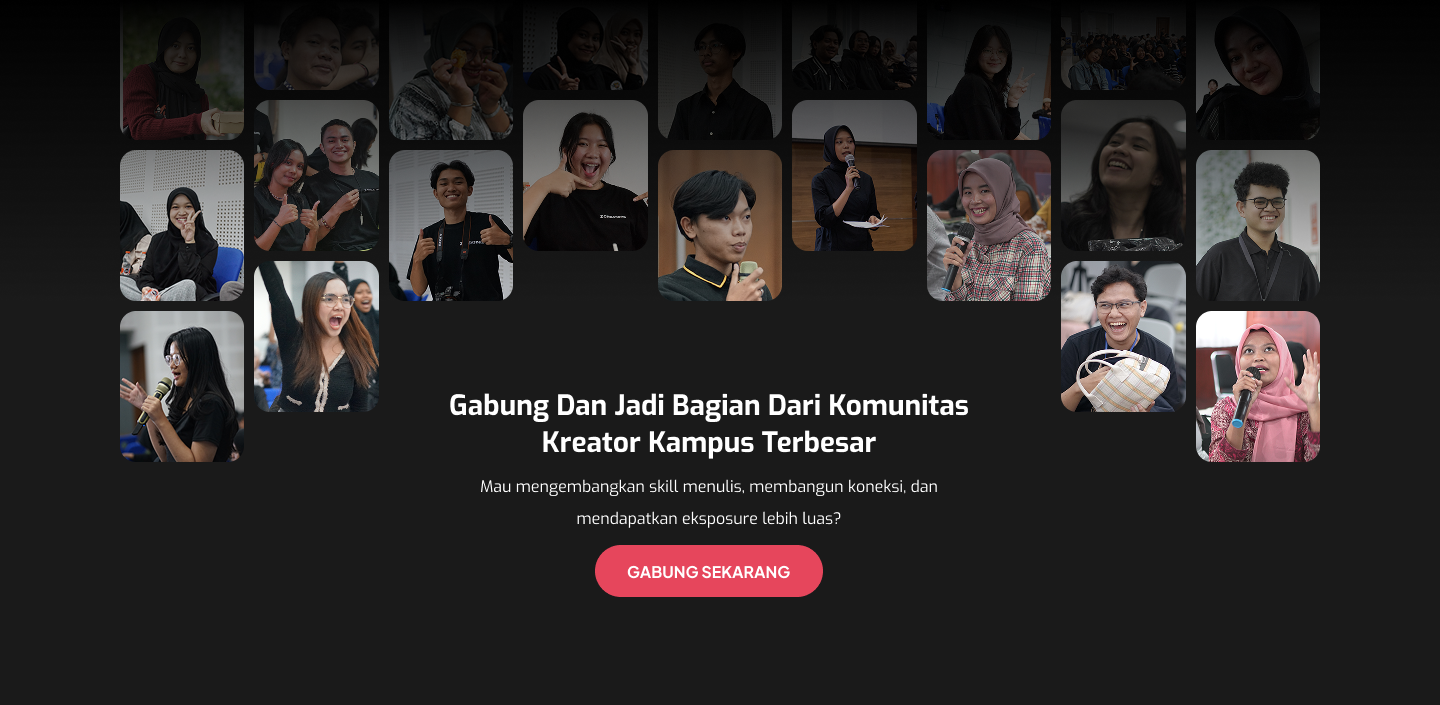 Gabung Dan Jadi Bagian Dari Komunitas
Kreator Kampus Terbesar
Mau mengembangkan skill menulis, membangun koneksi, dan
mendapatkan eksposure lebih luas?
GABUNG SEKARANG